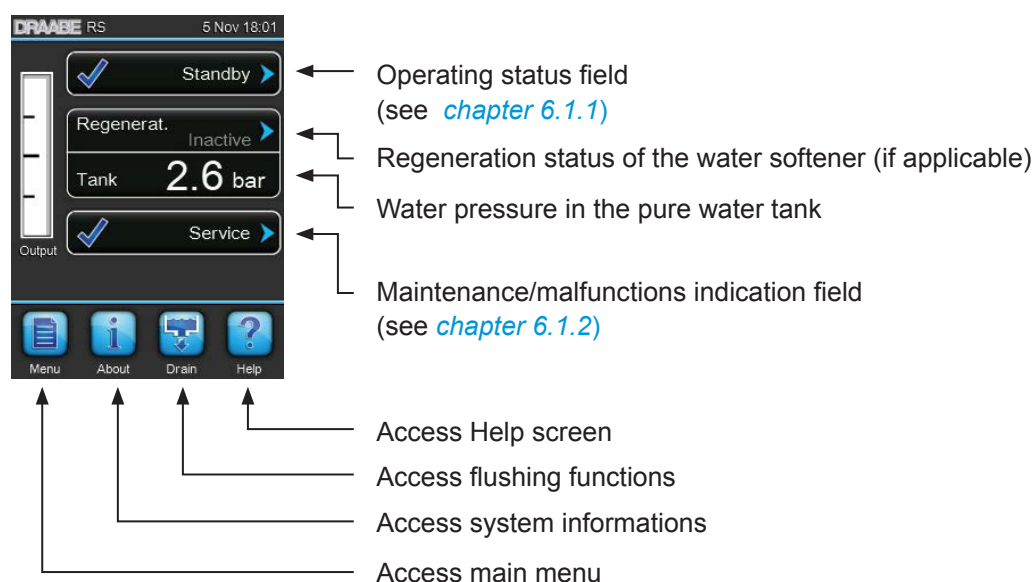 DRAABE RS 5 Nov 18:01
Standby
Operating status field
(see chapter 6.1.1)
Regenerat.
Inactive
Regeneration status of the water softener (if applicable)
Tank 2.6 bar
Water pressure in the pure water tank
Output
Service
Maintenance/malfunctions indication field
(see chapter 6.1.2)
Menu About Drain Help
Access Help screen
Access flushing functions
Access system informations
Access main menu